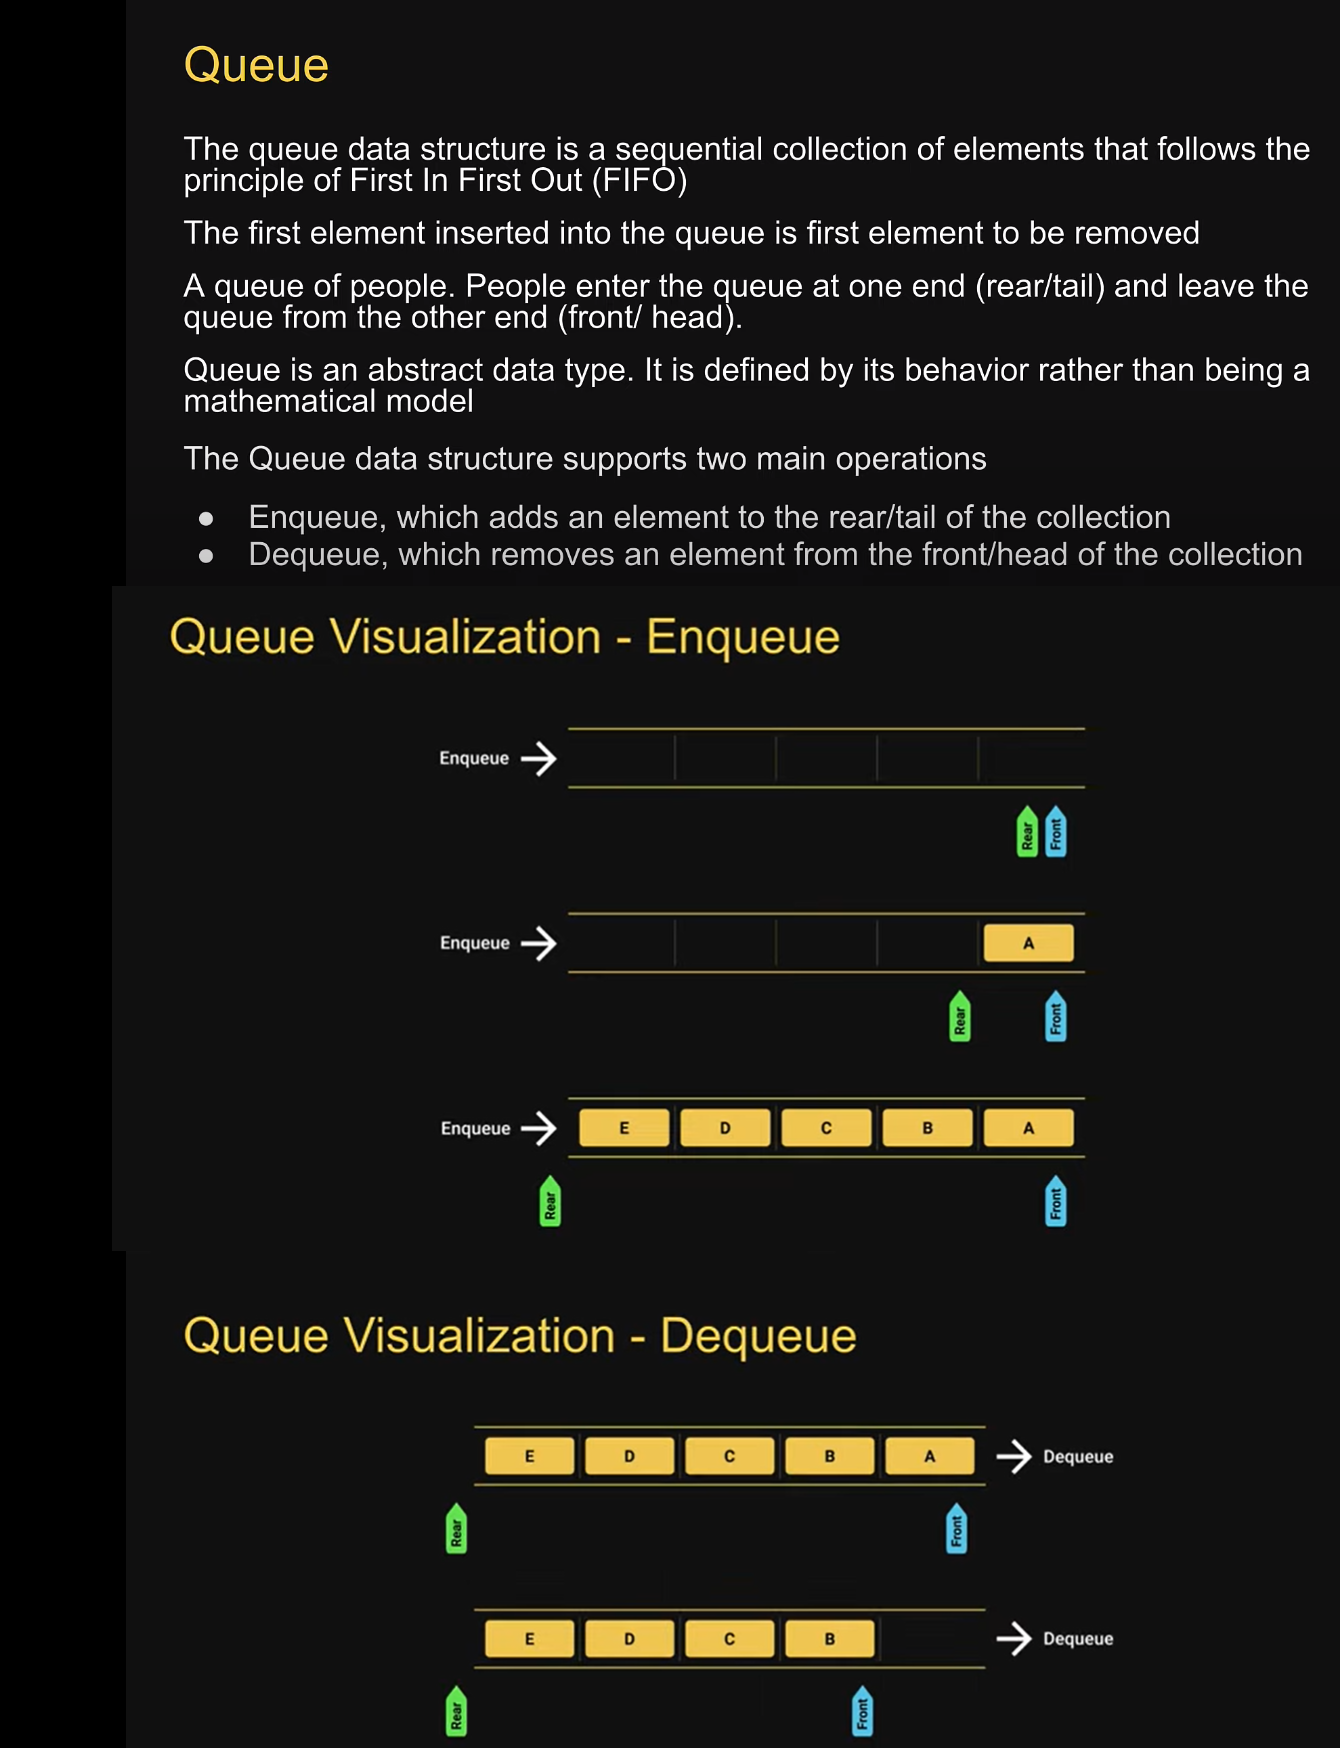 Queue
The queue data structure is a sequential collection of elements that follows the
principle of First In First Out (FIFO)
The first element inserted into the queue is first element to be removed
A queue of people. People enter the queue at one end (rear/tail) and leave the
queue from the other end (front/ head).
Queue is an abstract data type. It is defined by its behavior rather than being a
mathematical model
The Queue data structure supports two main operations
● Enqueue, which adds an element to the rear/tail of the collection
● Dequeue, which removes an element from the front/head of the collection
Queue Visualization - Enqueue
Enqueue
Rear Front
Enqueue A
Rear Front
Enqueue E D C B A
Rear Front
Queue Visualization - Dequeue
E D C B A Dequeue
Rear Front
E D C B Dequeue
Rear Front